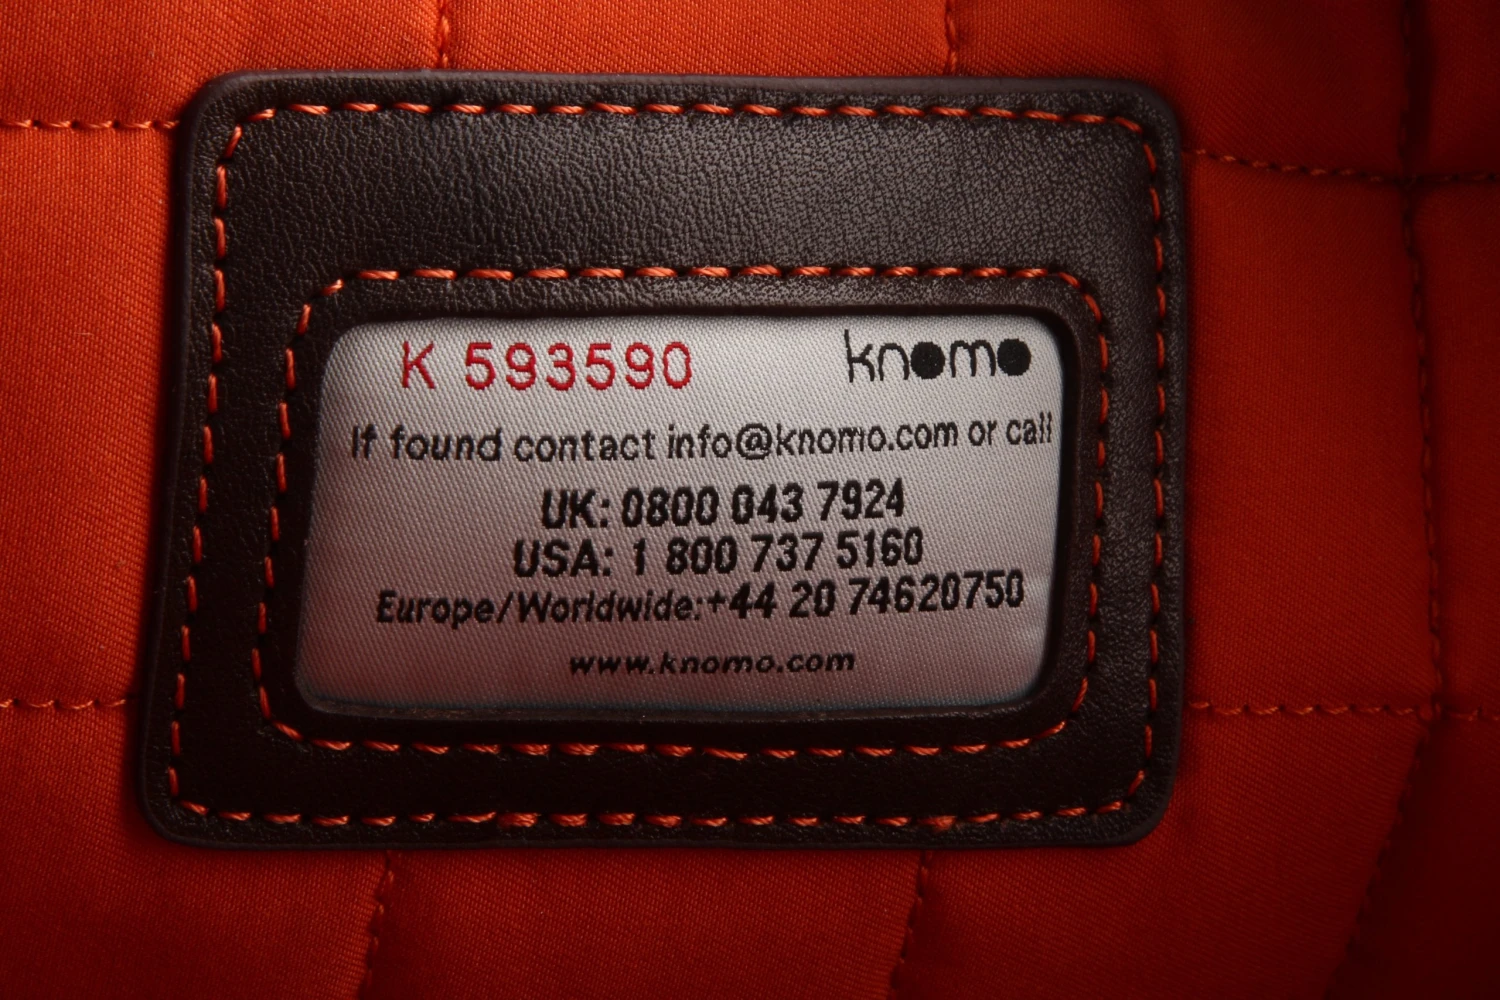 K 593590 knomo
If found contact info@knomo.com or call
UK: 0800 043 7924
USA: 1 800 737 5160
Europe/Worldwide:+44 20 74620750
www.knomo.com